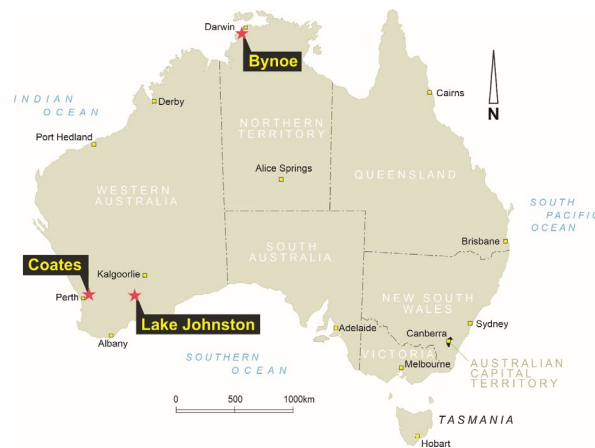 Darwin
Bynoe
INDIAN
OCEAN
Derby
Cairns
N
NORTHERN
TERRITORY
Port Hedland
Alice Springs
WESTERN
AUSTRALIA
QUEENSLAND
SOUTH
PACIFIC
OCEAN
SOUTH
AUSTRALIA
Brisbane
Coates
Kalgoorlie
Perth
NEW SOUTH
WALES
Lake Johnston
Adelaide
Canberra
Sydney
Albany
VICTORIA
SOUTHERN
OCEAN
Melbourne
AUSTRALIAN
CAPITAL
TERRITORY
0 500 1000km
TASMANIA
Hobart